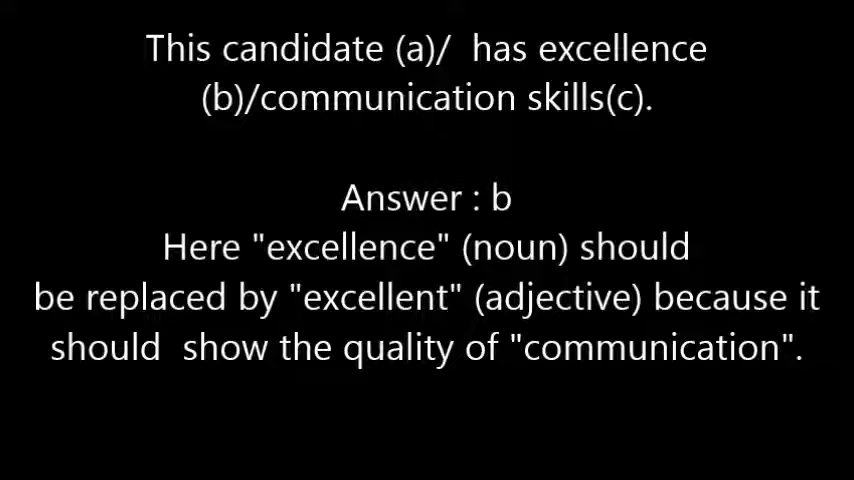 This candidate (a)/  has excellence
(b)/communication skills(c).
Answer : b
Here "excellence" (noun) should
be replaced by "excellent" (adjective) because it
should  show the quality of "communication".